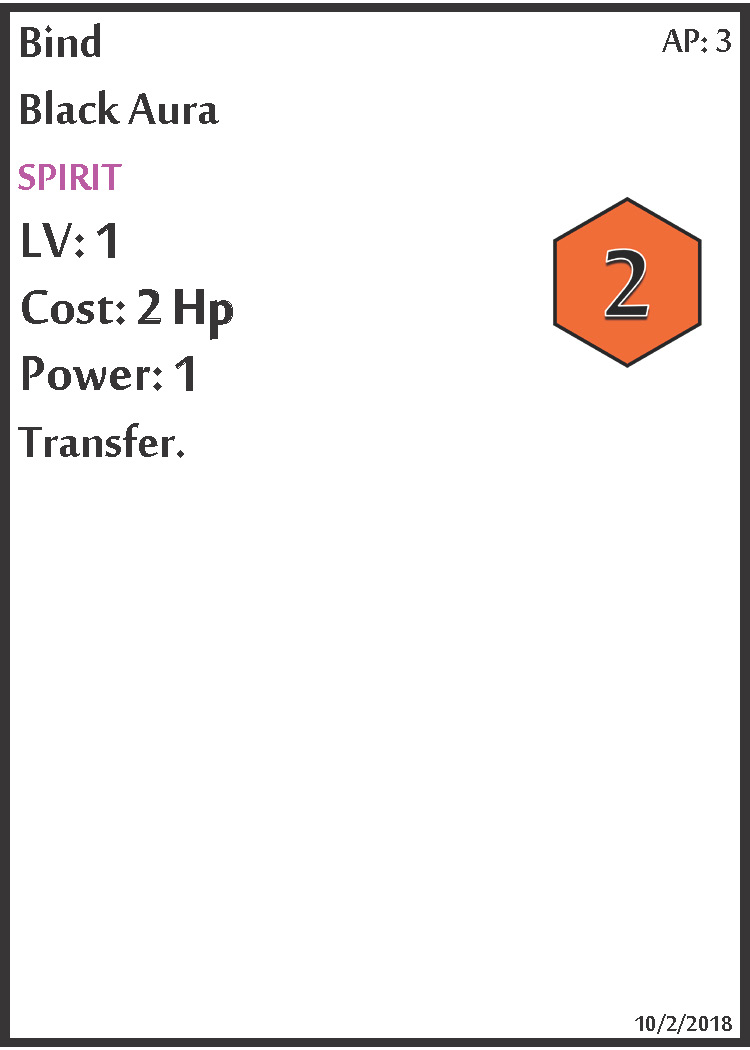 Bind
AP: 3
Black Aura
SPIRIT
LV: 1
Cost: 2 Hp
2
Power: 1
Transfer.
10/2/2018